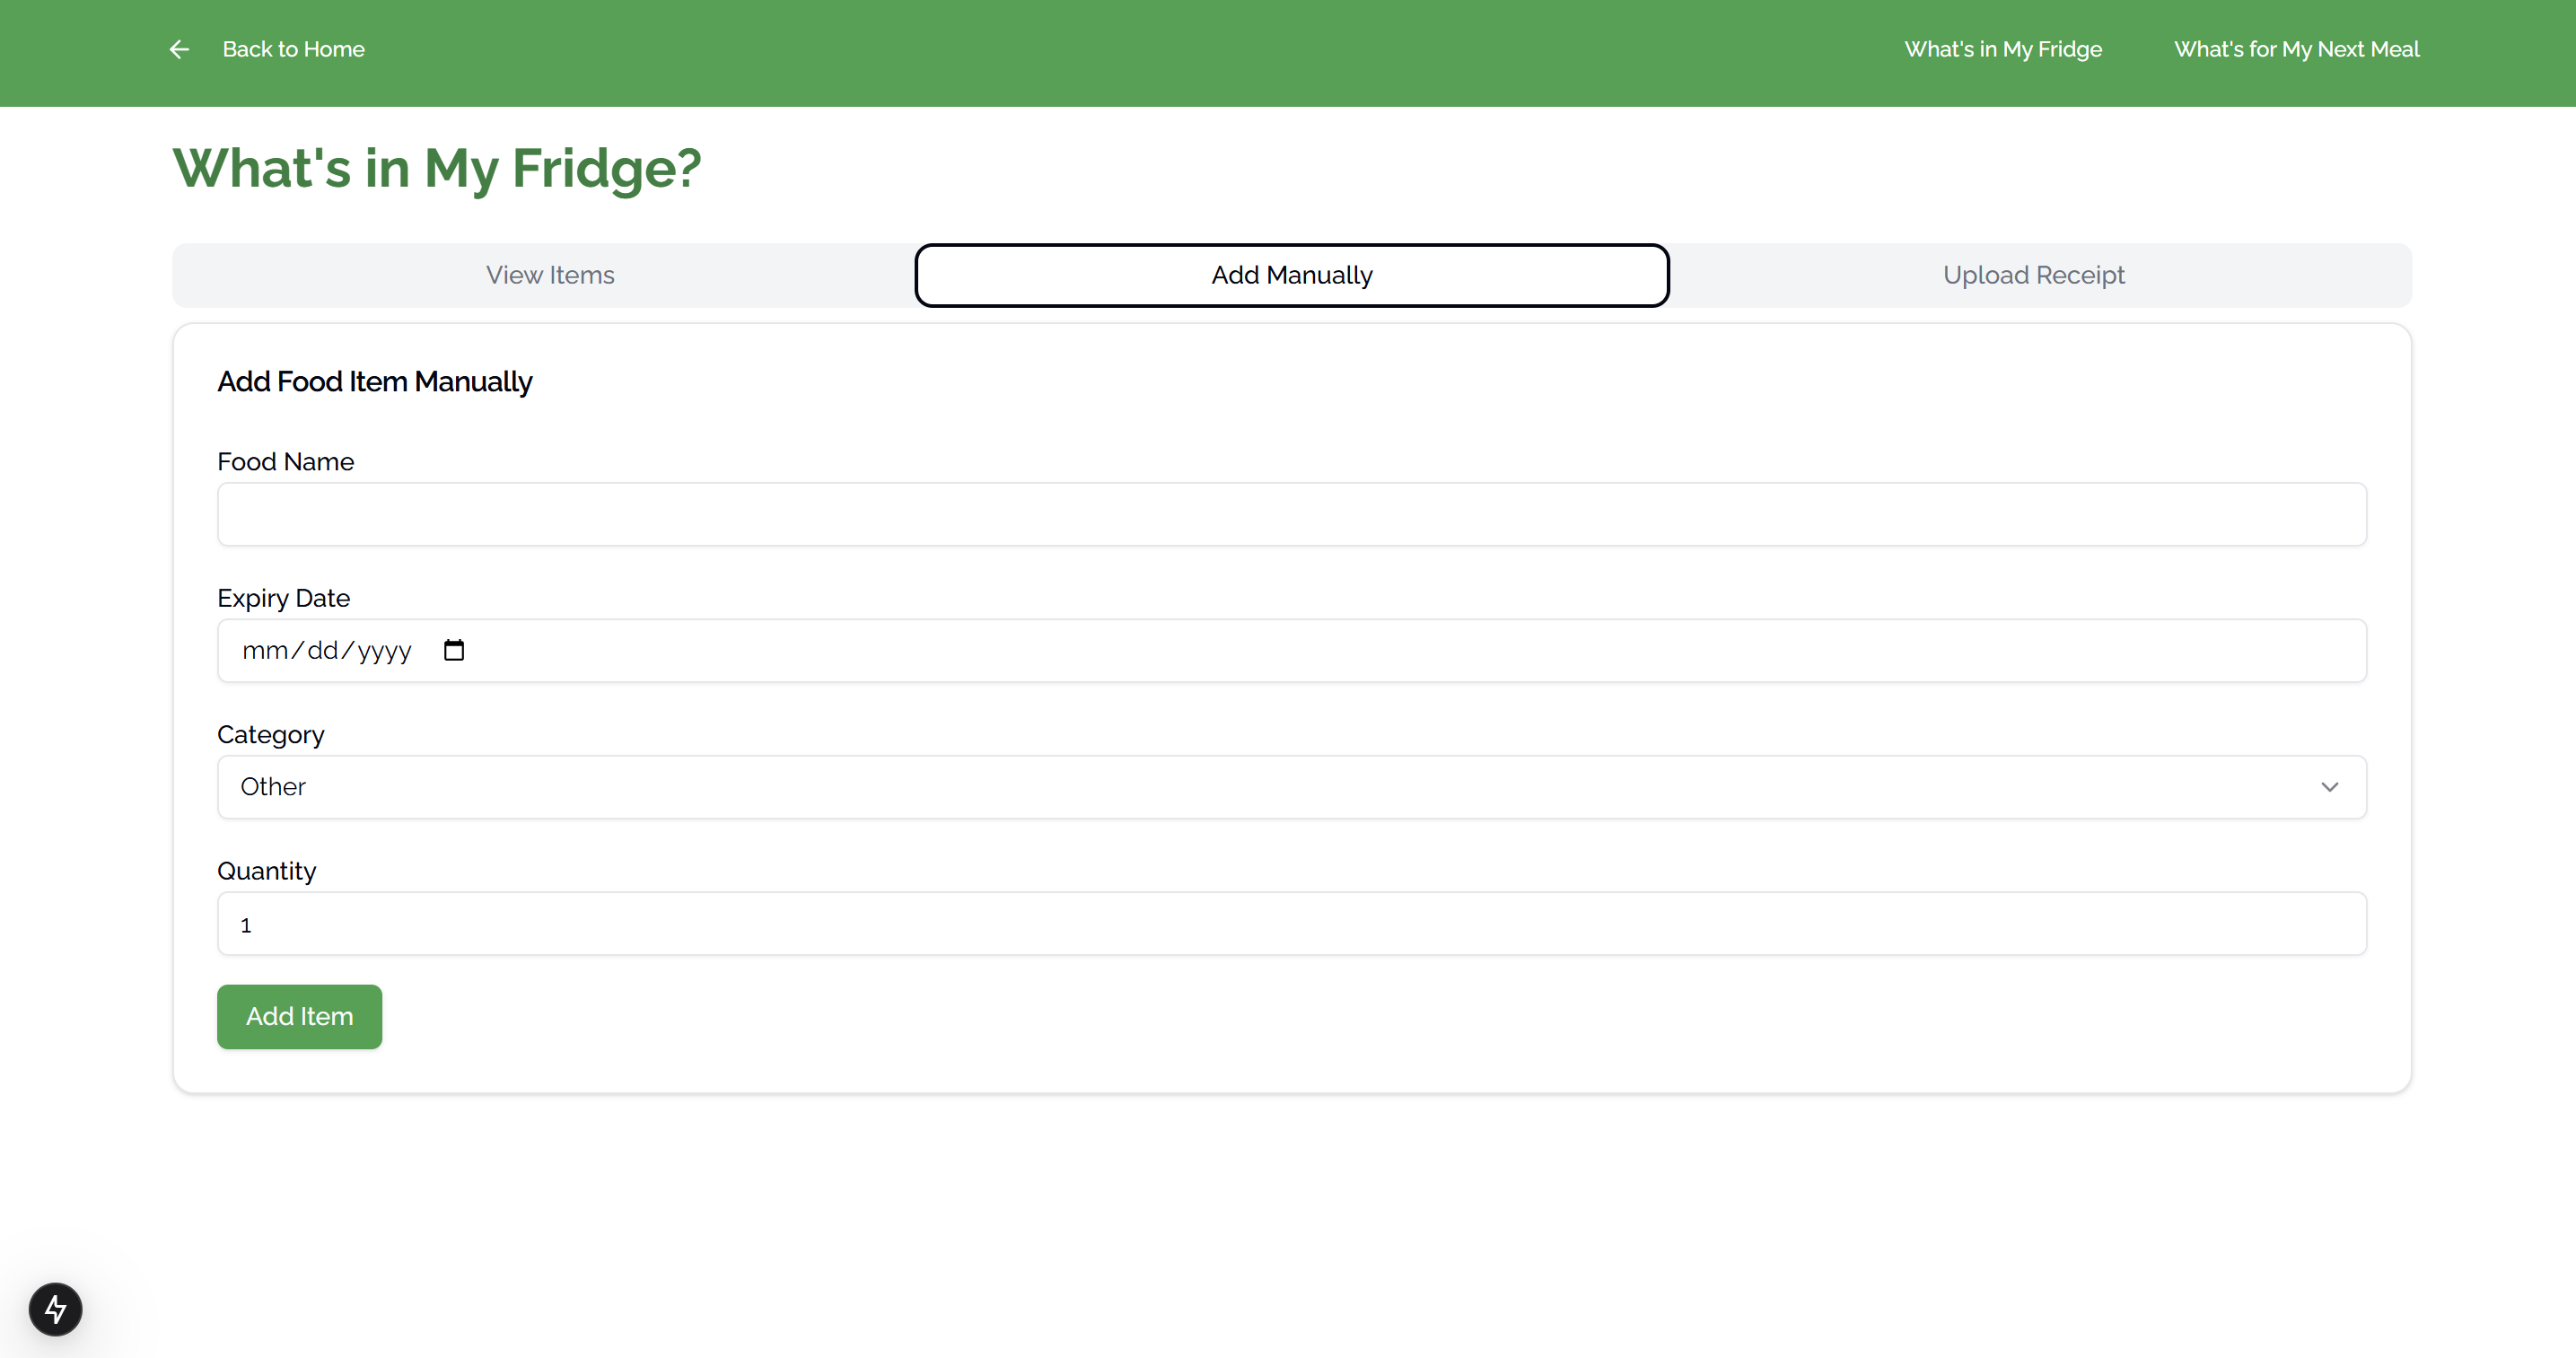 Back to Home
What's in My Fridge
What's for My Next Meal
What's in My Fridge?
View Items
Add Manually
Upload Receipt
Add Food Item Manually
Food Name
Expiry Date
mm/dd/yyyy
Category
Other
Quantity
1
Add Item